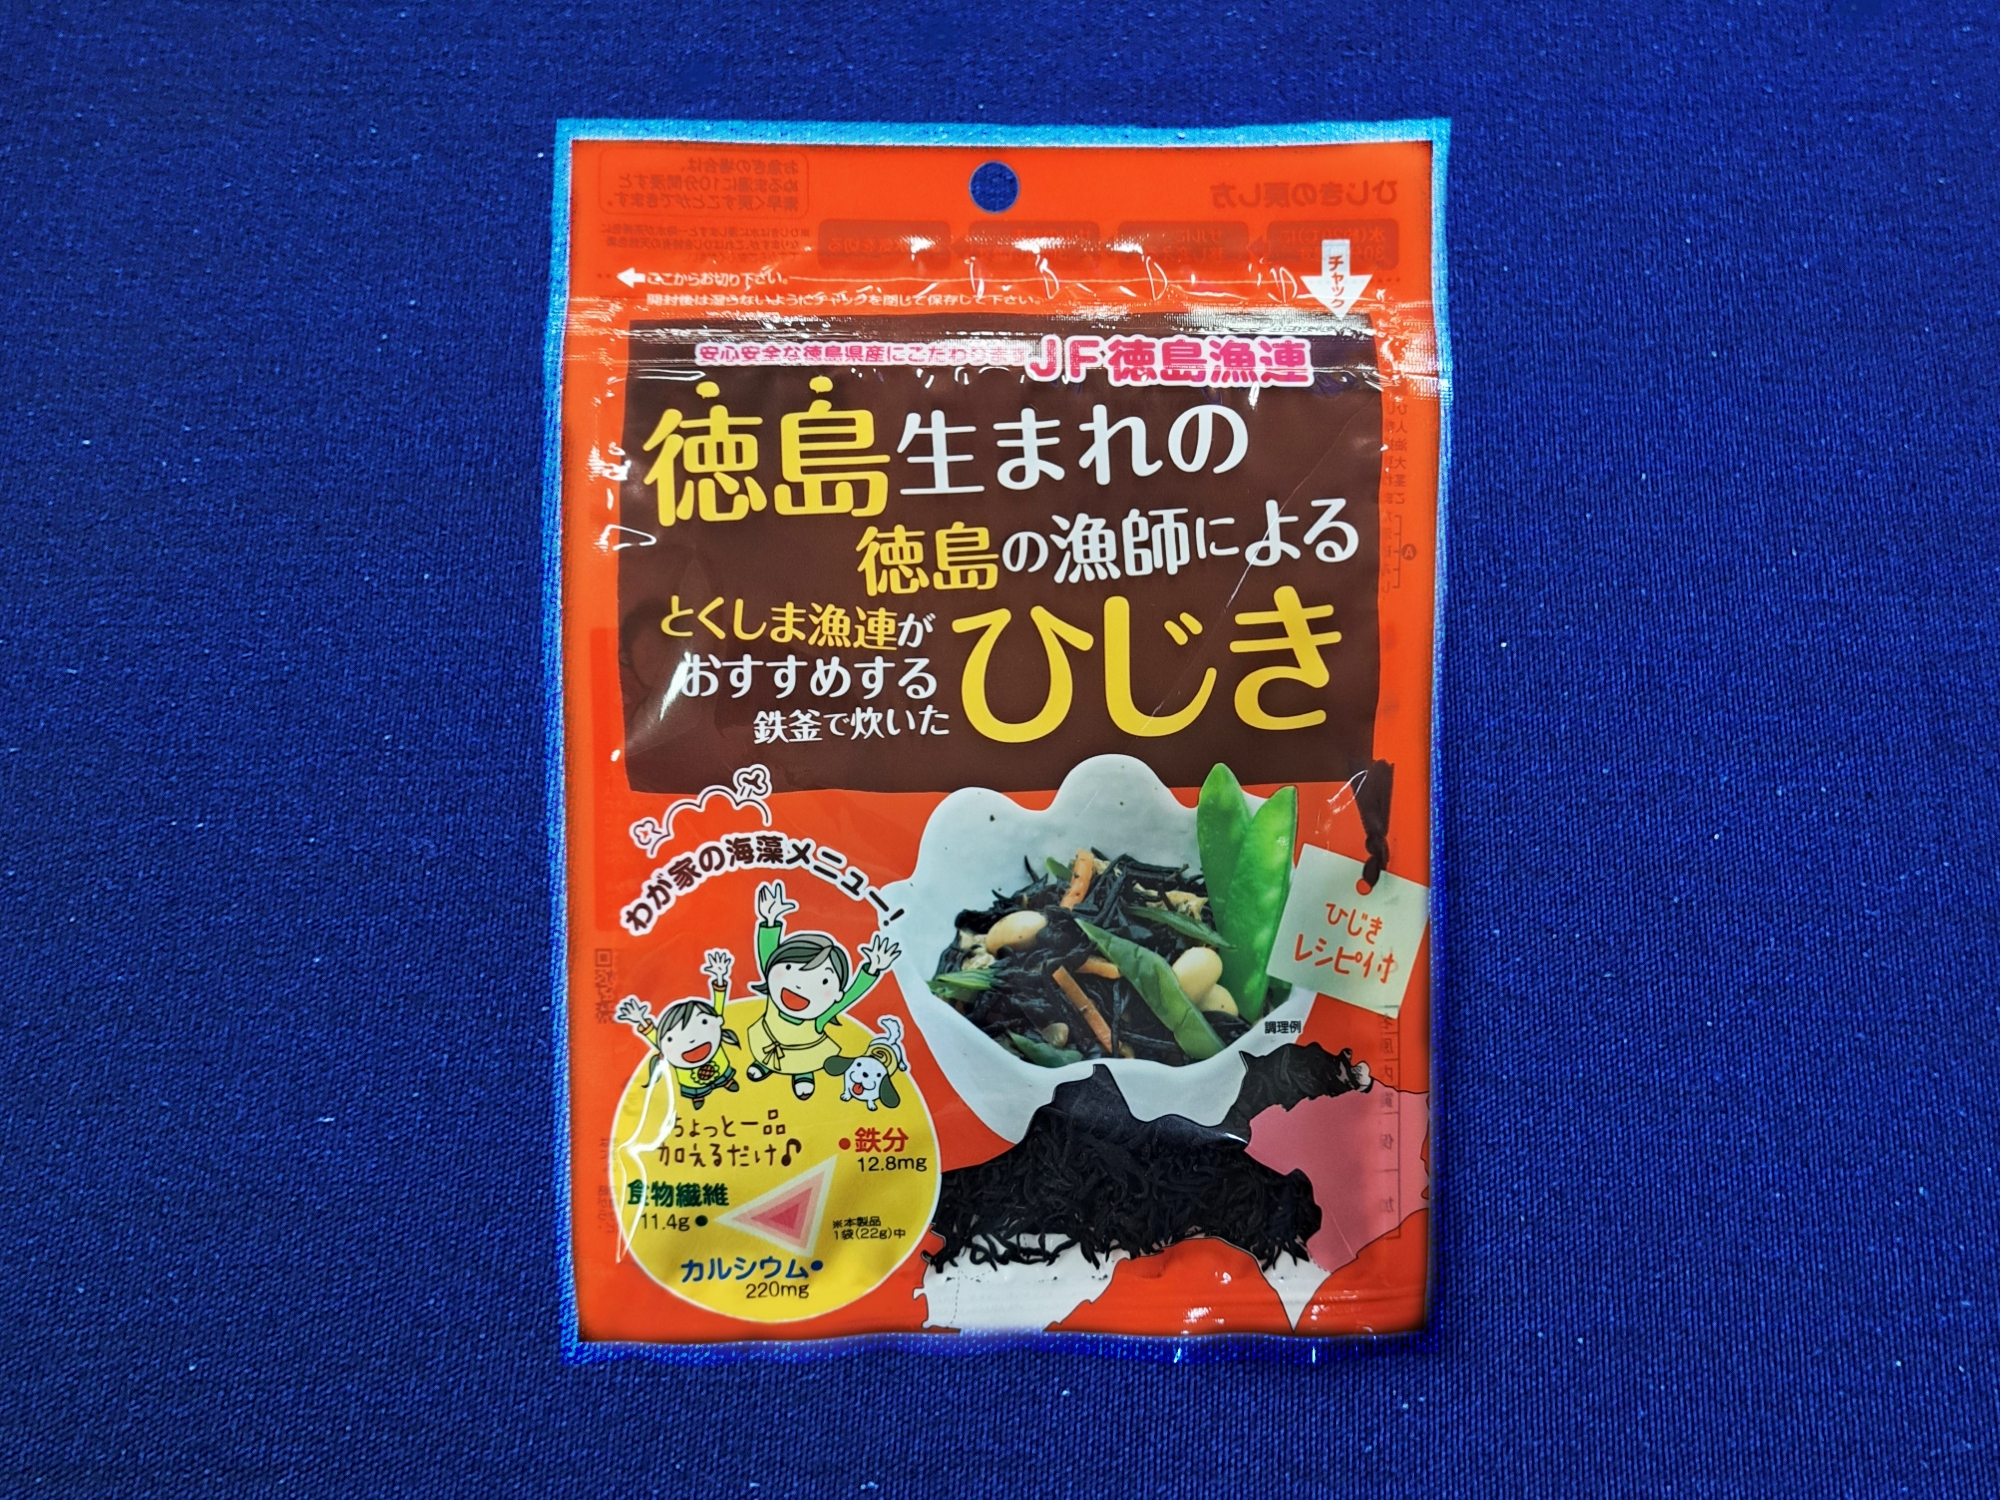 ここからお切り下さい。
開封後は湿らないようにチャックを閉じて保存して下さい。
チャック
安心安全な徳島県産にこだわります JF徳島漁連
徳島生まれの
徳島の漁師による
とくしま漁連が
おすすめする
鉄釜で炊いた
ひじき
わが家の海藻メニュー!
ひじき
レシピ付
調理例
ちょっと一品
加えるだけ♪
鉄分
12.8mg
食物繊維
11.4g
※本製品
1袋(22g)中
カルシウム
220mg